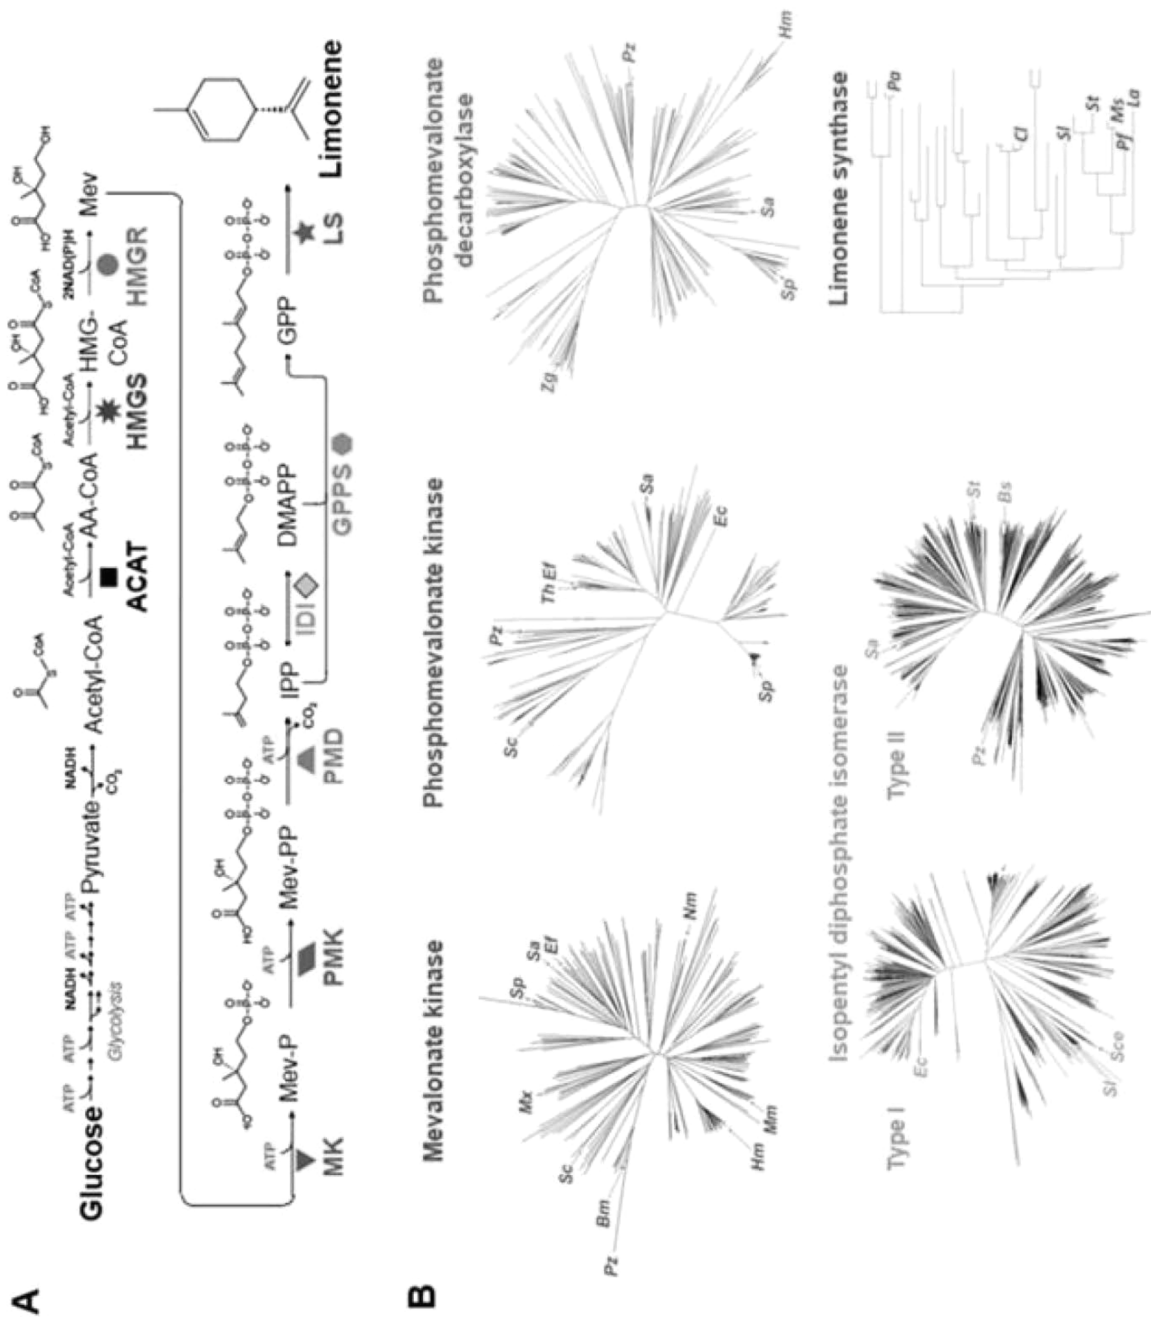 A
Glucose
ATP
ATP
NADH
ATP
ATP
Glycolysis
Pyruvate
NADH
CO₂
Acetyl-CoA
Acetyl-CoA
ACAT
AA-CoA
Acetyl-CoA
HMGS
HMG-
CoA
2NAD(P)H
HMGR
Mev
ATP
MK
Mev-P
ATP
PMK
Mev-PP
ATP
CO₂
PMD
IPP
IDI
DMAPP
GPPS
GPP
LS
Limonene
B
Mevalonate kinase
Pz
Bm
Sc
Mx
Sp
Sa
Ef
Nm
Mm
Hm
Phosphomevalonate kinase
Sc
Pz
Th Ef
Sa
Ec
Sp
Phosphomevalonate
decarboxylase
Zg
Pz
Hm
Sa
Sp
Isopentyl diphosphate isomerase
Type I
Ec
Sl
Sce
Type II
Pz
Sa
St
Bs
Limonene synthase
Pa
Cl
Sl
St
Pf Ms
La